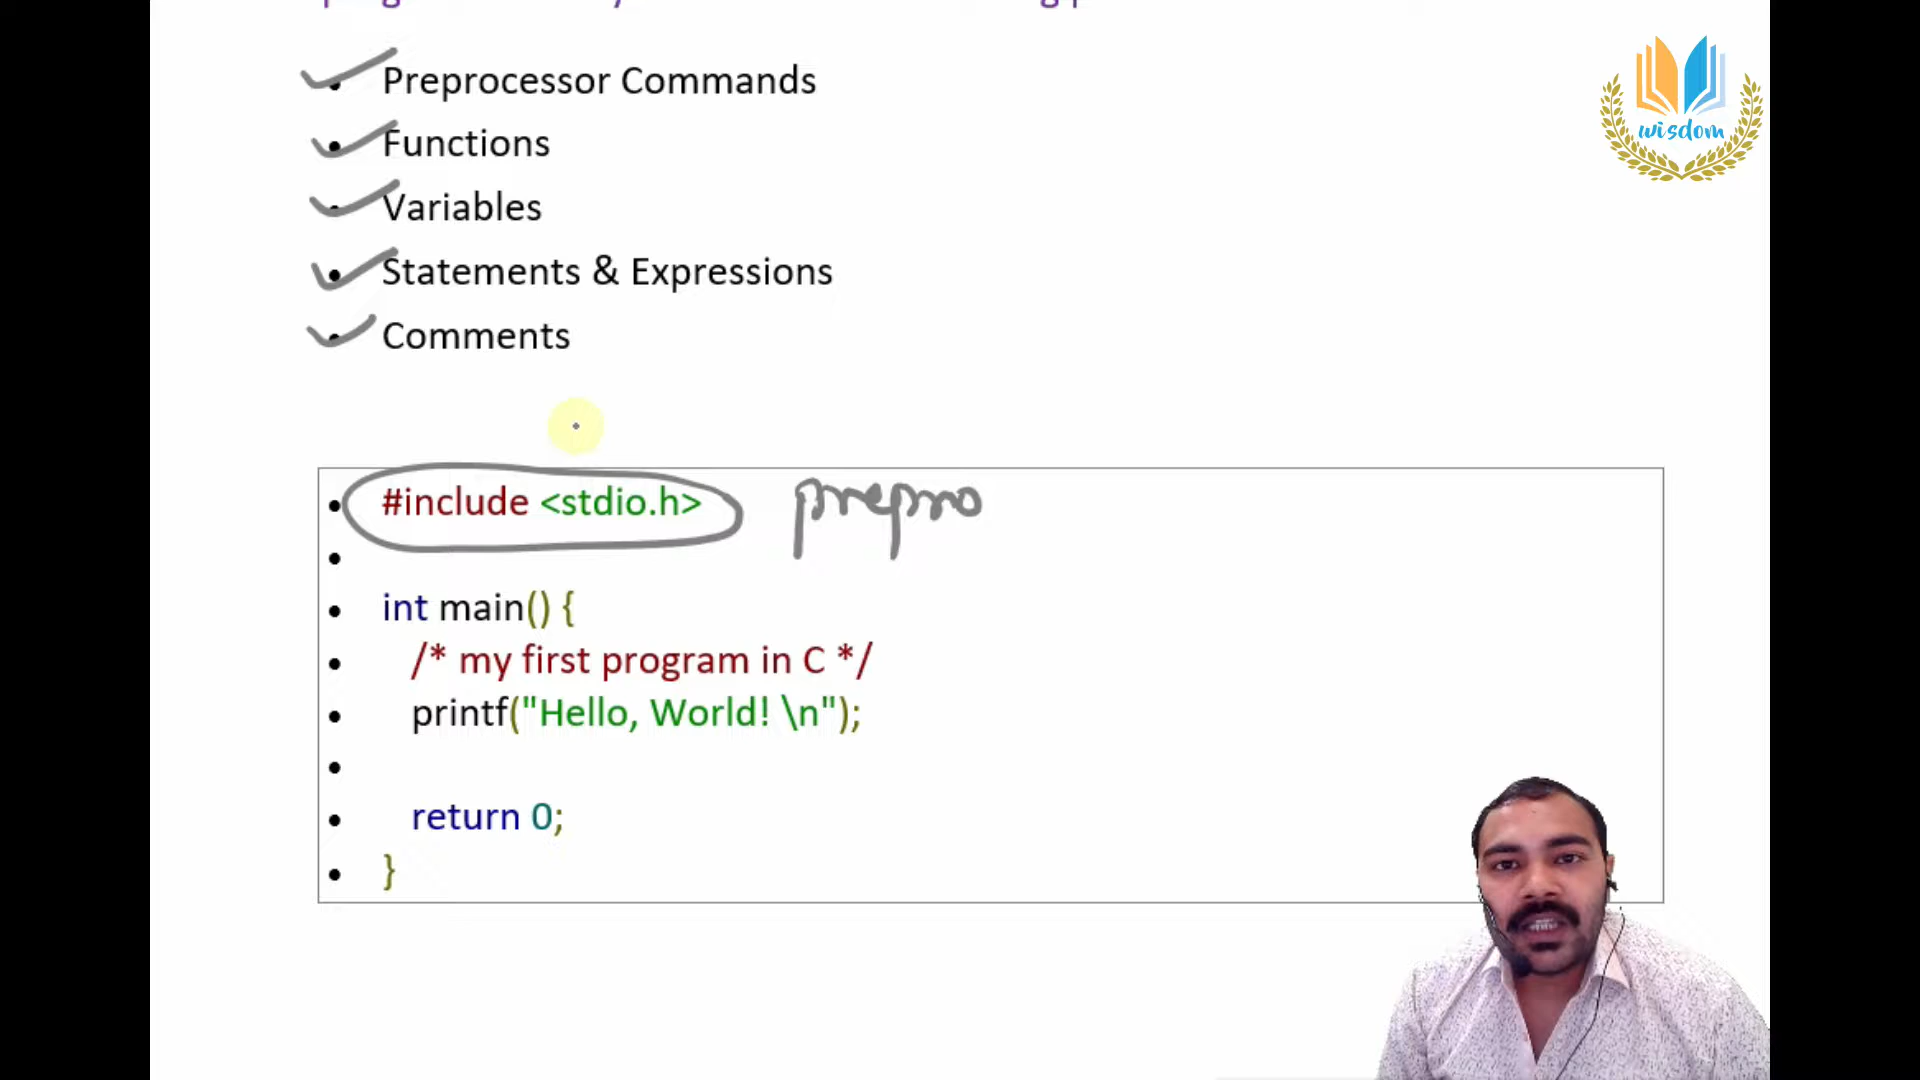 Preprocessor Commands
Functions
Variables
Statements & Expressions
Comments
#include <stdio.h> prepro
int main() {
/* my first program in C */
printf("Hello, World! \n");
return 0;
}
wisdom